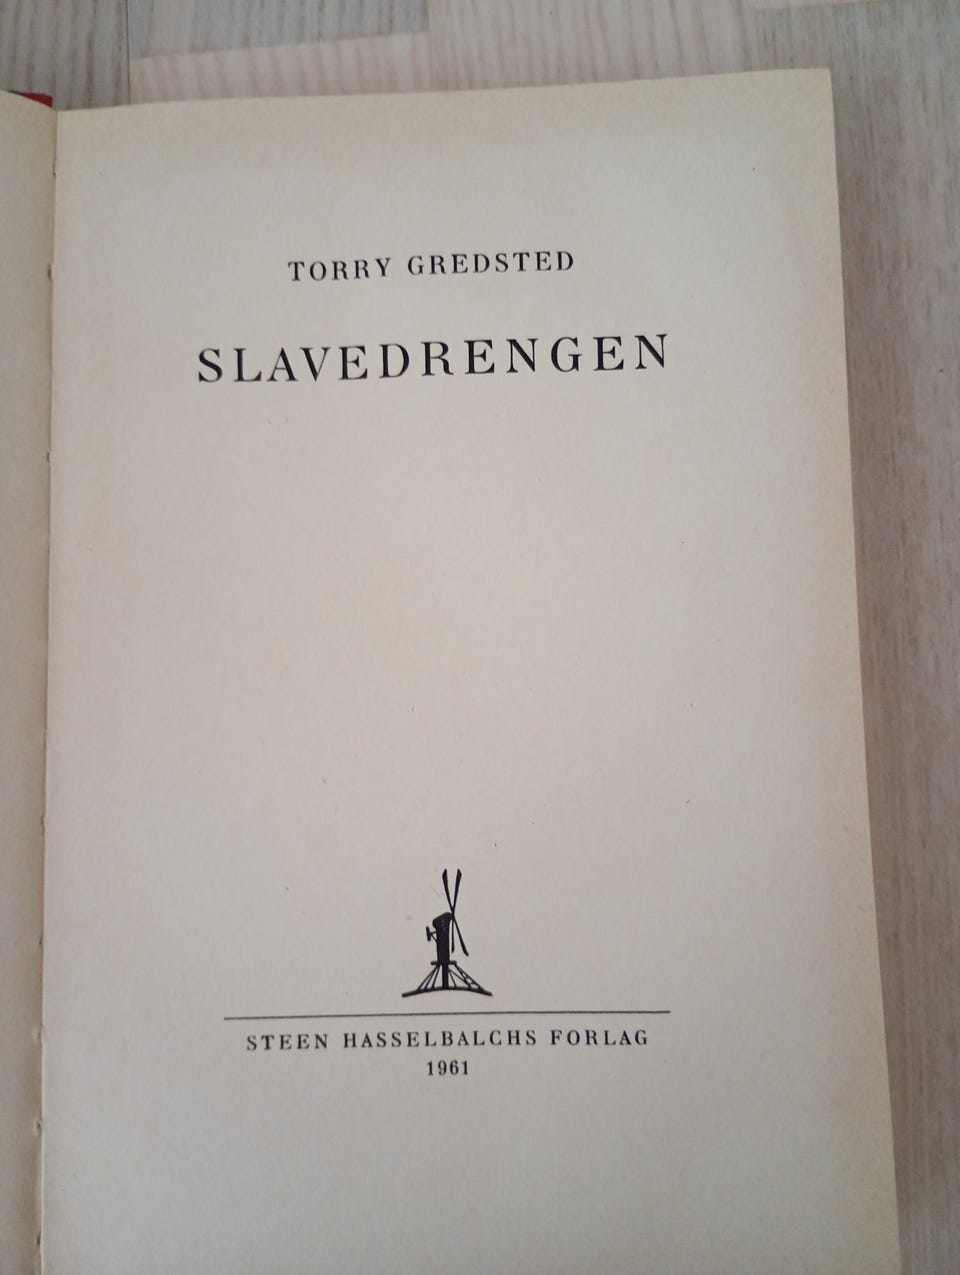 TORRY GREDSTED
SLAVEDRENGEN
STEEN HASSELBALCHS FORLAG
1961